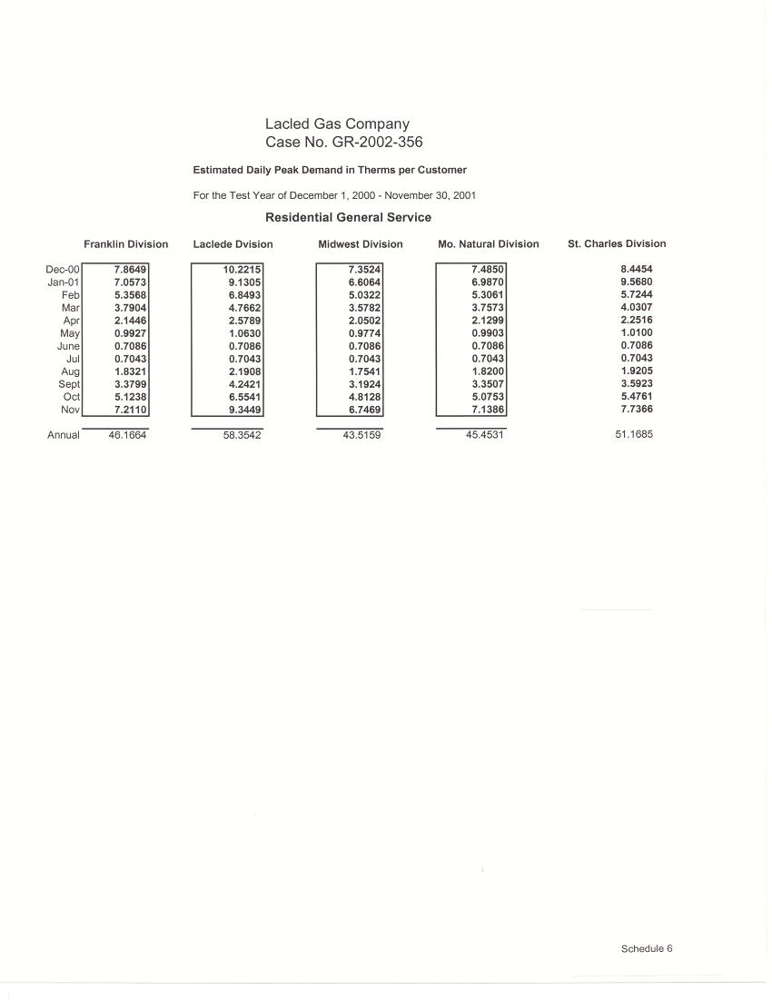 Lacled Gas Company
Case No. GR-2002-356
Estimated Daily Peak Demand in Therms per Customer
For the Test Year of December 1, 2000 - November 30, 2001
Residential General Service
Franklin Division Laclede Dvision Midwest Division Mo. Natural Division St. Charles Division
Dec-00 7.8649 10.2215 7.3524 7.4850 8.4454
Jan-01 7.0573 9.1305 6.6064 6.9870 9.5680
Feb 5.3568 6.8493 5.0322 5.3061 5.7244
Mar 3.7904 4.7662 3.5782 3.7573 4.0307
Apr 2.1446 2.5789 2.0502 2.1299 2.2516
May 0.9927 1.0630 0.9774 0.9903 1.0100
June 0.7086 0.7086 0.7086 0.7086 0.7086
Jul 0.7043 0.7043 0.7043 0.7043 0.7043
Aug 1.8321 2.1908 1.7541 1.8200 1.9205
Sept 3.3799 4.2421 3.1924 3.3507 3.5923
Oct 5.1238 6.5541 4.8128 5.0753 5.4761
Nov 7.2110 9.3449 6.7469 7.1386 7.7366
Annual 46.1664 58.3542 43.5159 45.4531 51.1685
Schedule 6